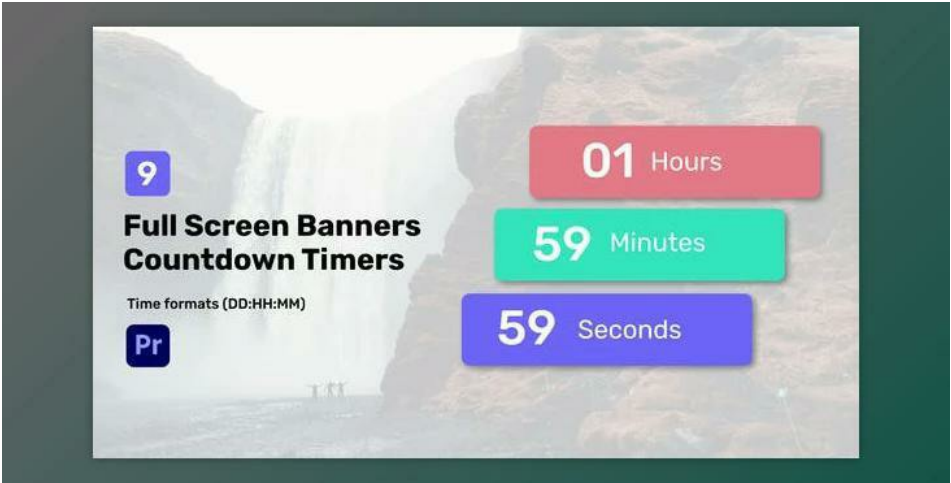 9
Full Screen Banners
Countdown Timers
Time formats (DD:HH:MM)
Pr
01 Hours
59 Minutes
59 Seconds